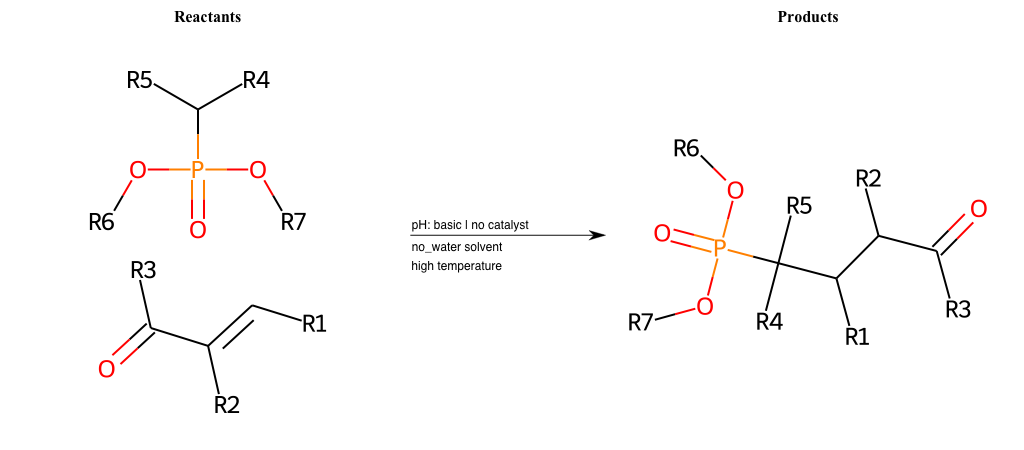 Reactants
Products
R5
R4
O
P
O
R6
O
R7
R3
O
R1
R2
pH: basic | no catalyst
no_water solvent
high temperature
R6
O
R5
R2
O
O
P
R7
O
R4
R1
R3